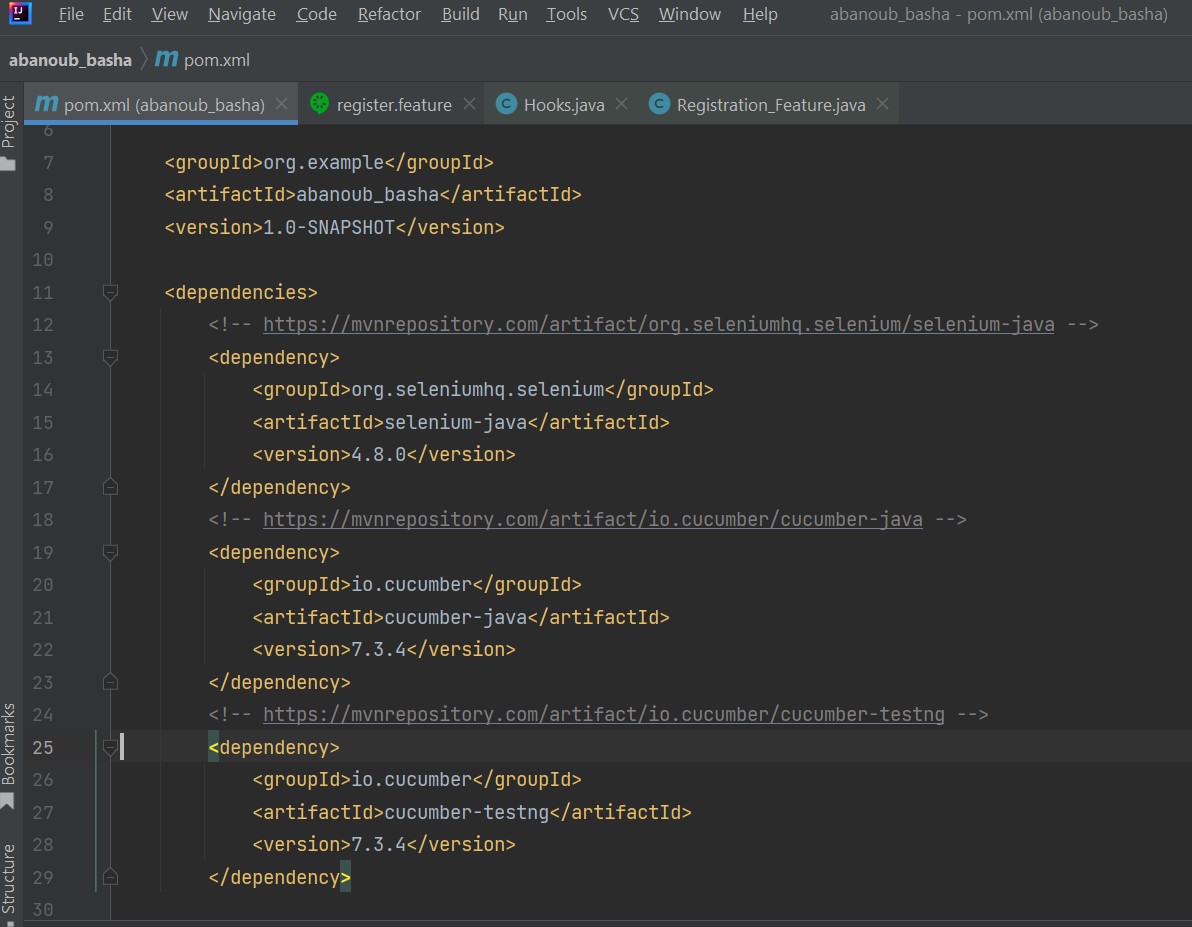 IJ
File Edit View Navigate Code Refactor Build Run Tools VCS Window Help abanoub_basha - pom.xml (abanoub_basha)
abanoub_basha m pom.xml
m pom.xml (abanoub_basha) register.feature C Hooks.java C Registration_Feature.java
Project
6
7 <groupId>org.example</groupId>
8 <artifactId>abanoub_basha</artifactId>
9 <version>1.0-SNAPSHOT</version>
10
11 <dependencies>
12 <!-- https://mvnrepository.com/artifact/org.seleniumhq.selenium/selenium-java -->
13 <dependency>
14 <groupId>org.seleniumhq.selenium</groupId>
15 <artifactId>selenium-java</artifactId>
16 <version>4.8.0</version>
17 </dependency>
18 <!-- https://mvnrepository.com/artifact/io.cucumber/cucumber-java -->
19 <dependency>
20 <groupId>io.cucumber</groupId>
21 <artifactId>cucumber-java</artifactId>
22 <version>7.3.4</version>
23 </dependency>
24 <!-- https://mvnrepository.com/artifact/io.cucumber/cucumber-testng -->
25 <dependency>
26 <groupId>io.cucumber</groupId>
27 <artifactId>cucumber-testng</artifactId>
28 <version>7.3.4</version>
29 </dependency>
30
Bookmarks
Structure